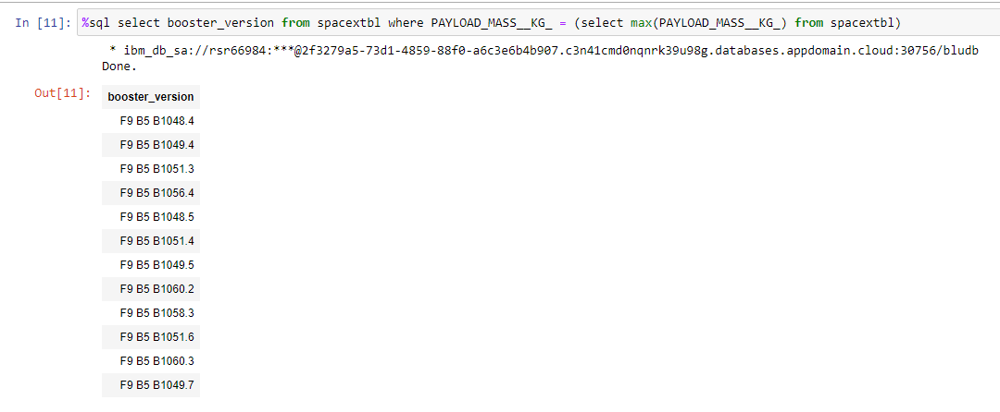 In [11]: %sql select booster_version from spacextbl where PAYLOAD_MASS__KG_ = (select max(PAYLOAD_MASS__KG_) from spacextbl)
* ibm_db_sa://rsr66984:***@2f3279a5-73d1-4859-88f0-a6c3e6b4b907.c3n41cmd0nqnrk39u98g.databases.appdomain.cloud:30756/bludb
Done.
Out[11]: booster_version
F9 B5 B1048.4
F9 B5 B1049.4
F9 B5 B1051.3
F9 B5 B1056.4
F9 B5 B1048.5
F9 B5 B1051.4
F9 B5 B1049.5
F9 B5 B1060.2
F9 B5 B1058.3
F9 B5 B1051.6
F9 B5 B1060.3
F9 B5 B1049.7